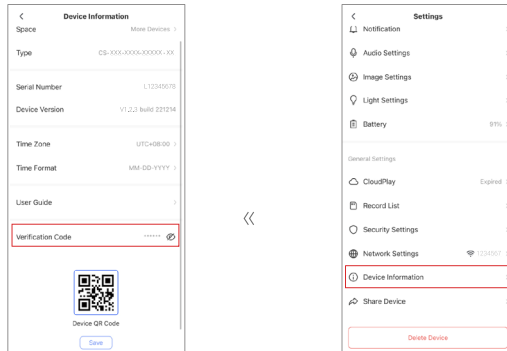 Device Information
Space More Devices
Type CS-XXX-XXXX-XXXXX-XX
Serial Number L12345678
Device Version V1.2.1 build 221214
Time Zone UTC+08:00
Time Format MM-DD-YYYY
User Guide
Verification Code ******
Device QR Code
Save
Settings
Notification
Audio Settings
Image Settings
Light Settings
Battery 91%
General Settings
CloudPlay Expired
Record List
Security Settings
Network Settings 1234567
Device Information
Share Device
Delete Device